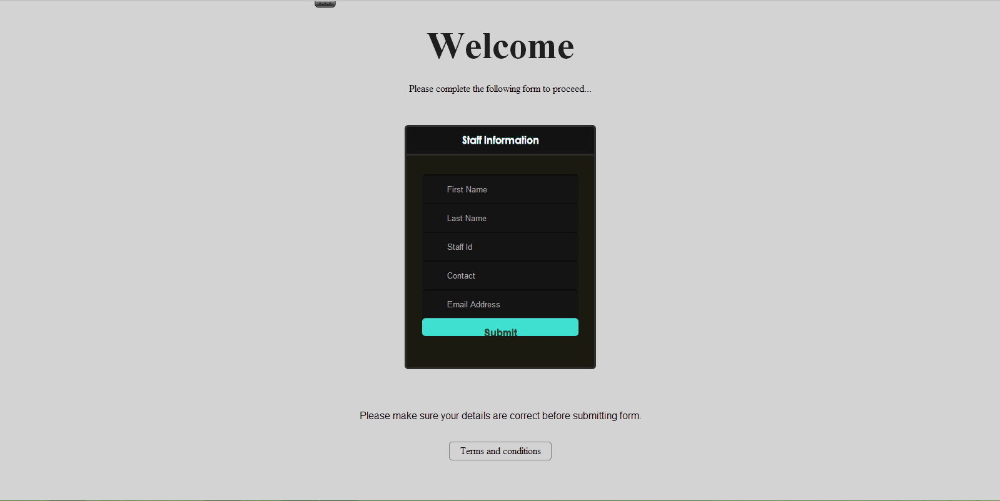 Welcome
Please complete the following form to proceed...
Staff Information
First Name
Last Name
Staff Id
Contact
Email Address
Submit
Please make sure your details are correct before submitting form.
Terms and conditions